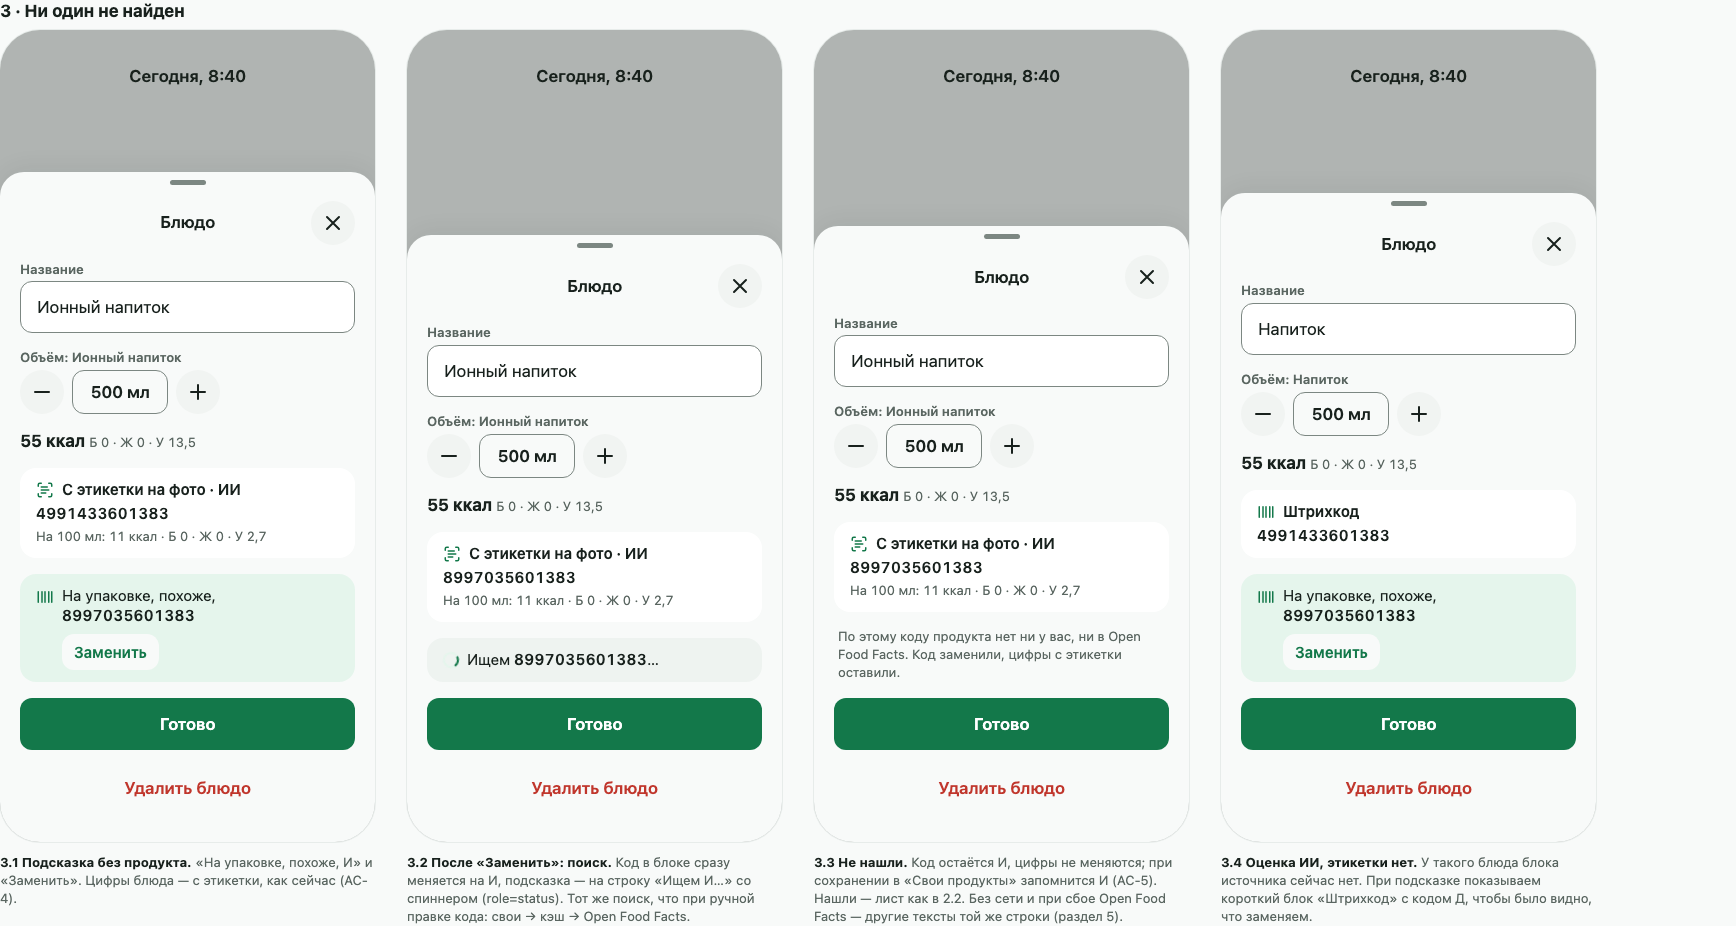 3 · Ни один не найден
Сегодня, 8:40
Блюдо
Название
Ионный напиток
Объём: Ионный напиток
500 мл
55 ккал Б 0 · Ж 0 · У 13,5
С этикетки на фото · ИИ
4991433601383
На 100 мл: 11 ккал · Б 0 · Ж 0 · У 2,7
На упаковке, похоже,
8997035601383
Заменить
Готово
Удалить блюдо
3.1 Подсказка без продукта. «На упаковке, похоже, И» и
«Заменить». Цифры блюда — с этикетки, как сейчас (AC-
4).
Сегодня, 8:40
Блюдо
Название
Ионный напиток
Объём: Ионный напиток
500 мл
55 ккал Б 0 · Ж 0 · У 13,5
С этикетки на фото · ИИ
8997035601383
На 100 мл: 11 ккал · Б 0 · Ж 0 · У 2,7
Ищем 8997035601383…
Готово
Удалить блюдо
3.2 После «Заменить»: поиск. Код в блоке сразу
меняется на И, подсказка — на строку «Ищем И…» со
спиннером (role=status). Тот же поиск, что при ручной
правке кода: свои → кэш → Open Food Facts.
Сегодня, 8:40
Блюдо
Название
Ионный напиток
Объём: Ионный напиток
500 мл
55 ккал Б 0 · Ж 0 · У 13,5
С этикетки на фото · ИИ
8997035601383
На 100 мл: 11 ккал · Б 0 · Ж 0 · У 2,7
По этому коду продукта нет ни у вас, ни в Open
Food Facts. Код заменили, цифры с этикетки
оставили.
Готово
Удалить блюдо
3.3 Не нашли. Код остаётся И, цифры не меняются; при
сохранении в «Свои продукты» запомнится И (AC-5).
Нашли — лист как в 2.2. Без сети и при сбое Open Food
Facts — другие тексты той же строки (раздел 5).
Сегодня, 8:40
Блюдо
Название
Напиток
Объём: Напиток
500 мл
55 ккал Б 0 · Ж 0 · У 13,5
Штрихкод
4991433601383
На упаковке, похоже,
8997035601383
Заменить
Готово
Удалить блюдо
3.4 Оценка ИИ, этикетки нет. У такого блюда блока
источника сейчас нет. При подсказке показываем
короткий блок «Штрихкод» с кодом Д, чтобы было видно,
что заменяем.